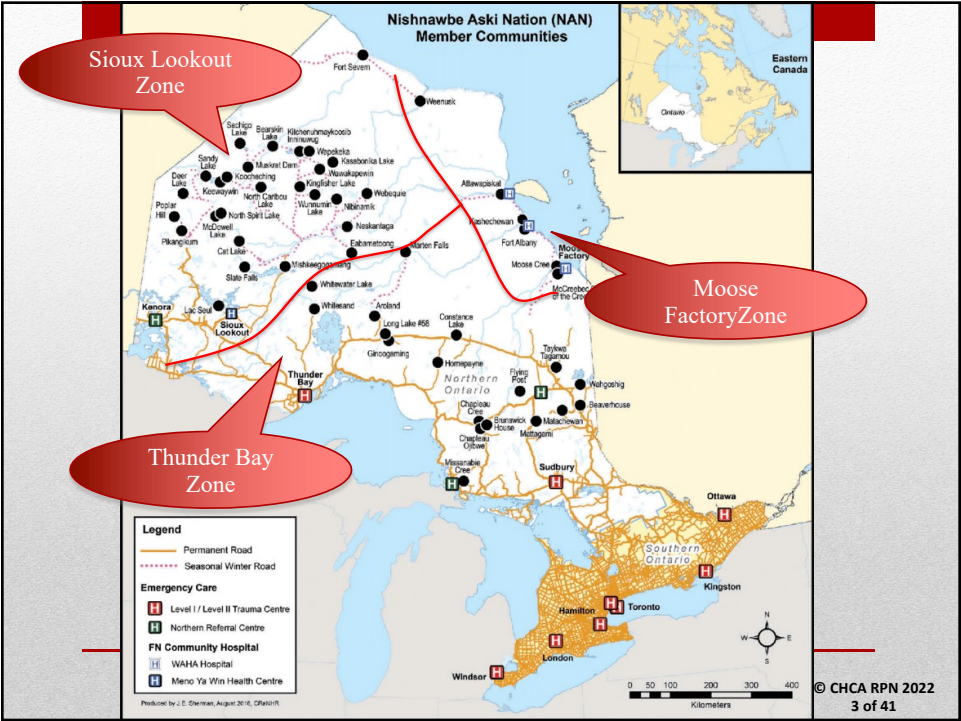 Nishnawbe Aski Nation (NAN)
Member Communities
Eastern
Canada
Ontario
Sioux Lookout
Zone
Fort Severn
Weenusk
Sachigo
Lake
Bearskin
Lake
Kitchenuhmaykoosib
Inninuwug
Wapekeka
Kasabonika Lake
Wawakapewin
Sandy
Lake
Muskrat Dam
Koocheching
Keewaywin
Deer
Lake
North Caribou
Lake
Kingfisher Lake
Wunnumin
Lake
Webequie
Nibinamik
Attawapiskat
Poplar
Hill
North Spirit Lake
McDowell
Lake
Pikangikum
Neskantaga
Kashechewan
Fort Albany
Cat Lake
Eabametoong
Marten Falls
Slate Falls
Mishkeegogamang
Moose
Factory
Moose Cree
McCreebec
of the Cree
Moose
FactoryZone
Whitewater Lake
Kenora
Lac Seul
Sioux
Lookout
Whitesand
Aroland
Long Lake #58
Ginoogaming
Constance
Lake
Homepayne
Taykwa
Tagamou
Thunder
Bay
Northern
Ontario
Flying
Post
Wahgoshig
Beaverhouse
Chapleau
Cree
Brunswick
House
Matachewan
Mattagami
Chapleau
Ojibwe
Thunder Bay
Zone
Missanabie
Cree
Sudbury
Ottawa
Southern
Ontario
Kingston
Hamilton
Toronto
London
Windsor
Legend
Permanent Road
Seasonal Winter Road
Emergency Care
H Level I / Level II Trauma Centre
H Northern Referral Centre
FN Community Hospital
H WAHA Hospital
H Meno Ya Win Health Centre
Produced by J.E. Sherman, August 2016, CRaNHR
N
W E
S
0 50 100 200 300 400
Kilometers
© CHCA RPN 2022
3 of 41